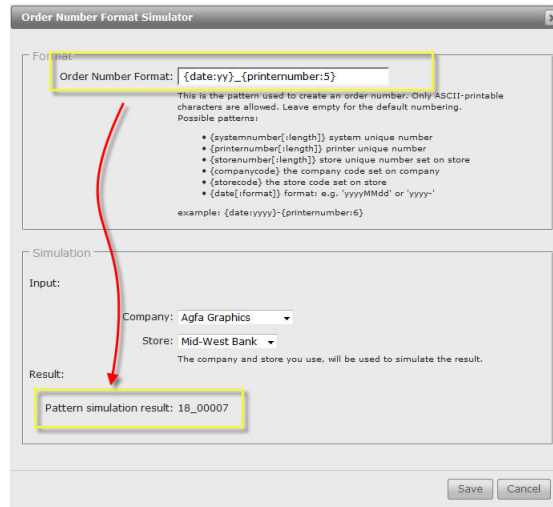 Order Number Format Simulator
x
Format
Order Number Format: {date:yy}_{printernumber:5}
This is the pattern used to create an order number. Only ASCII-printable
characters are allowed. Leave empty for the default numbering.
Possible patterns:
• {systemnumber[:length]} system unique number
• {printernumber[:length]} printer unique number
• {storenumber[:length]} store unique number set on store
• {companycode} the company code set on company
• {storecode} the store code set on store
• {date[:format]} format: e.g. 'yyyyMMdd' or 'yyyy-'
example: {date:yyyy}-{printernumber:6}
Simulation
Input:
Company: Agfa Graphics
Store: Mid-West Bank
The company and store you use, will be used to simulate the result.
Result:
Pattern simulation result: 18_00007
Save Cancel